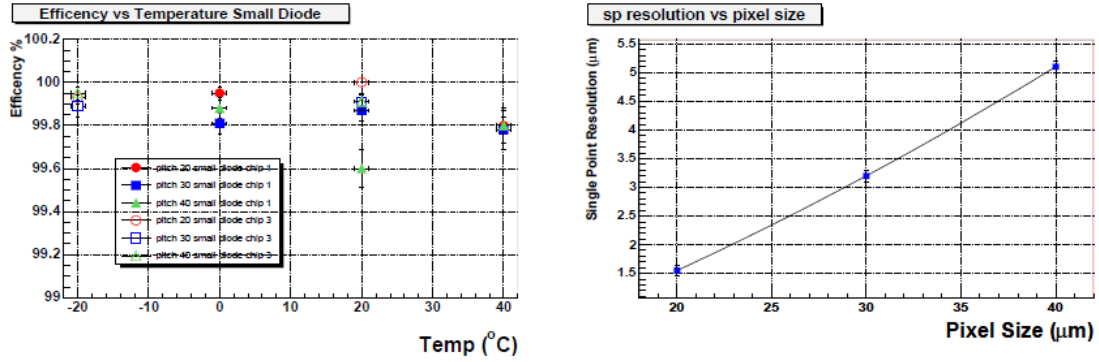 Efficency vs Temperature Small Diode
Efficency %
100.2
100
99.8
99.6
99.4
99.2
99
pitch 20 small diode chip 1
pitch 30 small diode chip 1
pitch 40 small diode chip 1
pitch 20 small diode chip 3
pitch 30 small diode chip 3
pitch 40 small diode chip 3
-20 -10 0 10 20 30 40
Temp (°C)
sp resolution vs pixel size
Single Point Resolution (μm)
5.5
5
4.5
4
3.5
3
2.5
2
1.5
20 25 30 35 40
Pixel Size (μm)